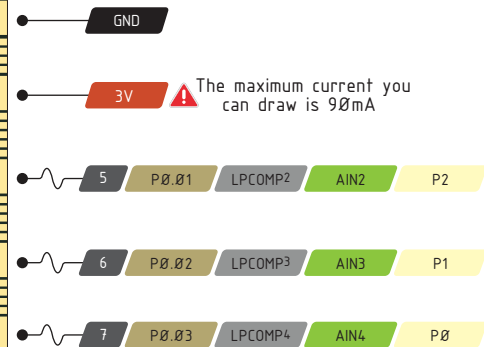 GND
3V The maximum current you
can draw is 90mA
5 P0.01 LPCOMP2 AIN2 P2
6 P0.02 LPCOMP3 AIN3 P1
7 P0.03 LPCOMP4 AIN4 P0